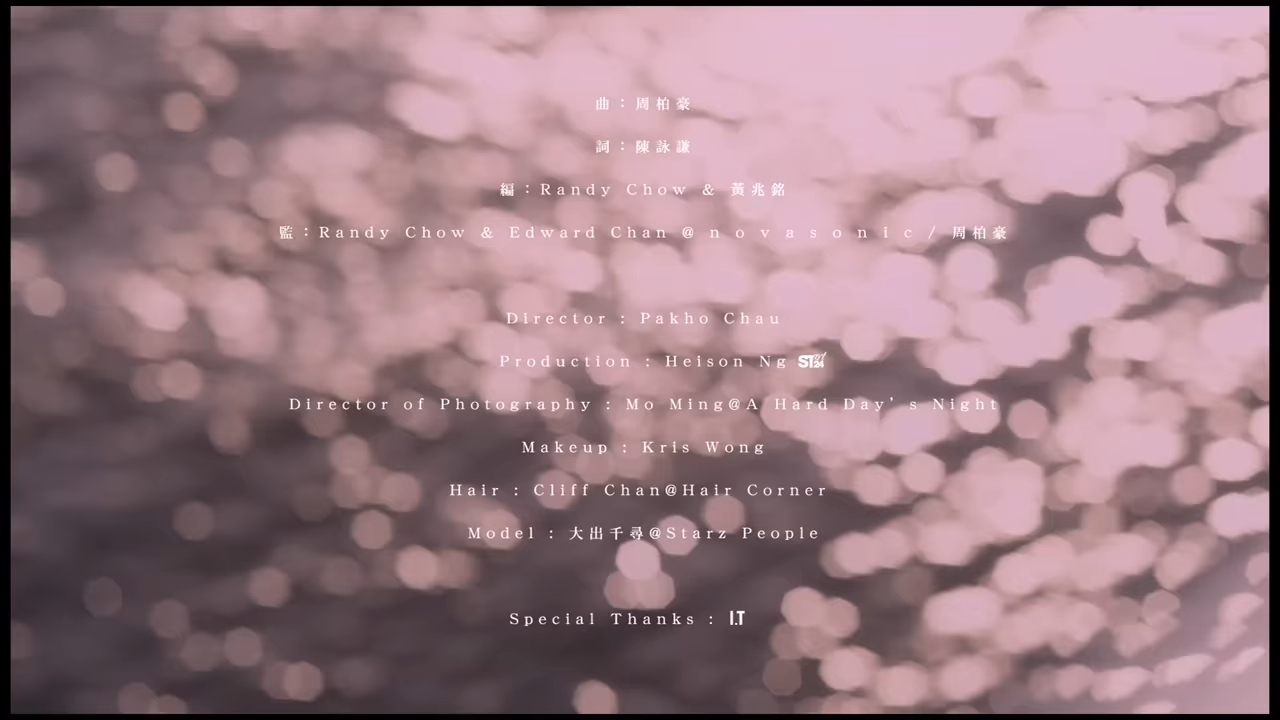 曲：周柏豪
詞：陳詠謙
編：Randy Chow & 黃兆銘
監：Randy Chow & Edward Chan @ n o v a s o n i c / 周柏豪
Director : Pakho Chau
Production : Heison Ng
Director of Photography : Mo Ming@A Hard Day's Night
Makeup : Kris Wong
Hair : Cliff Chan@Hair Corner
Model : 大出千尋@Starz People
Special Thanks : I.T